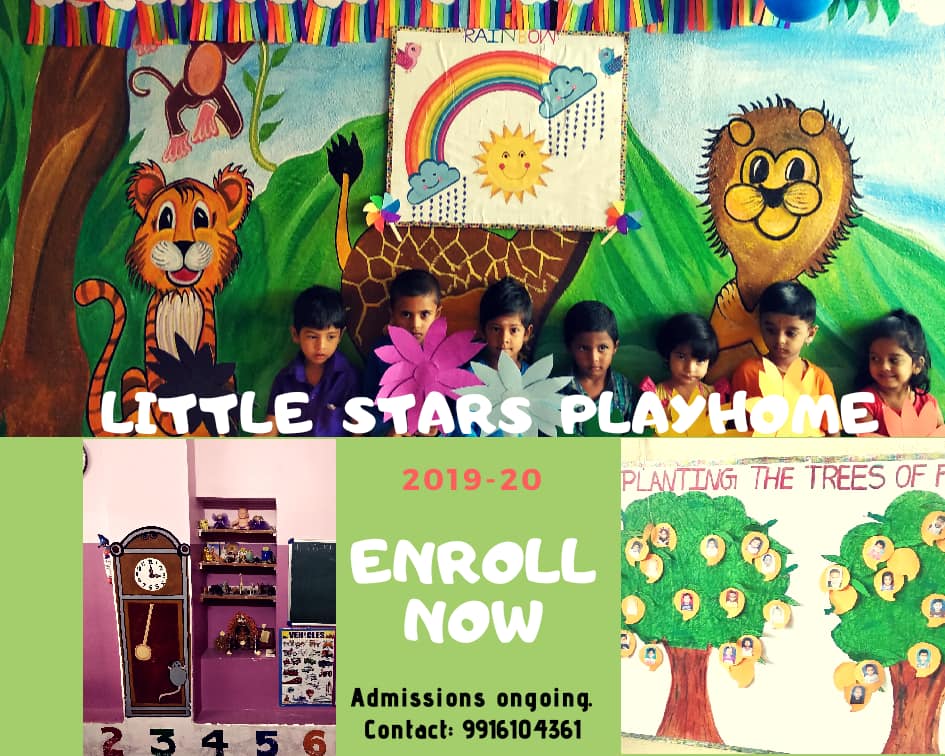 RAINBOW
LITTLE STARS PLAYHOME
2019-20
ENROLL
NOW
Admissions ongoing.
Contact: 9916104361
VEHICLES
2 3 4 5 6
PLANTING THE TREES OF